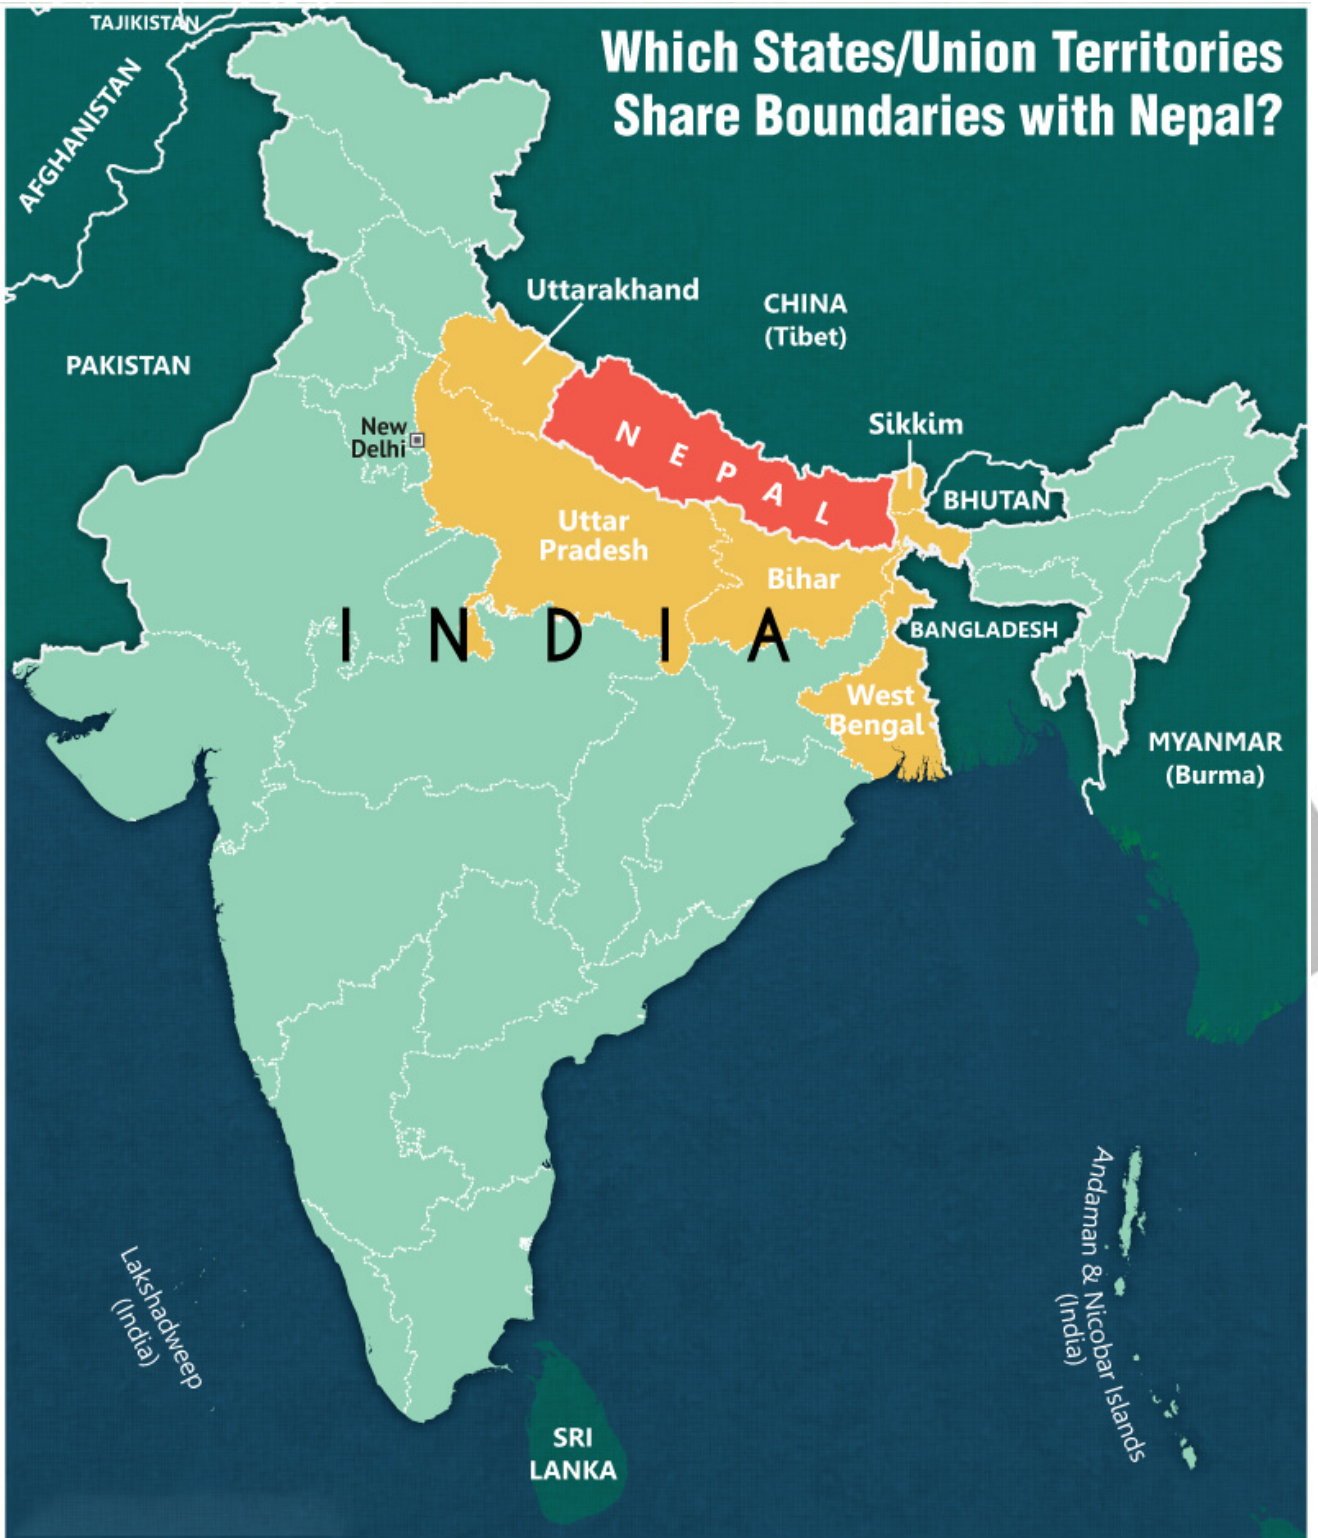 Which States/Union Territories
Share Boundaries with Nepal?
TAJIKISTAN
AFGHANISTAN
PAKISTAN
Uttarakhand
CHINA
(Tibet)
New
Delhi
NEPAL
Sikkim
BHUTAN
Uttar
Pradesh
Bihar
INDIA
BANGLADESH
West
Bengal
MYANMAR
(Burma)
Lakshadweep
(India)
Andaman & Nicobar Islands
(India)
SRI
LANKA